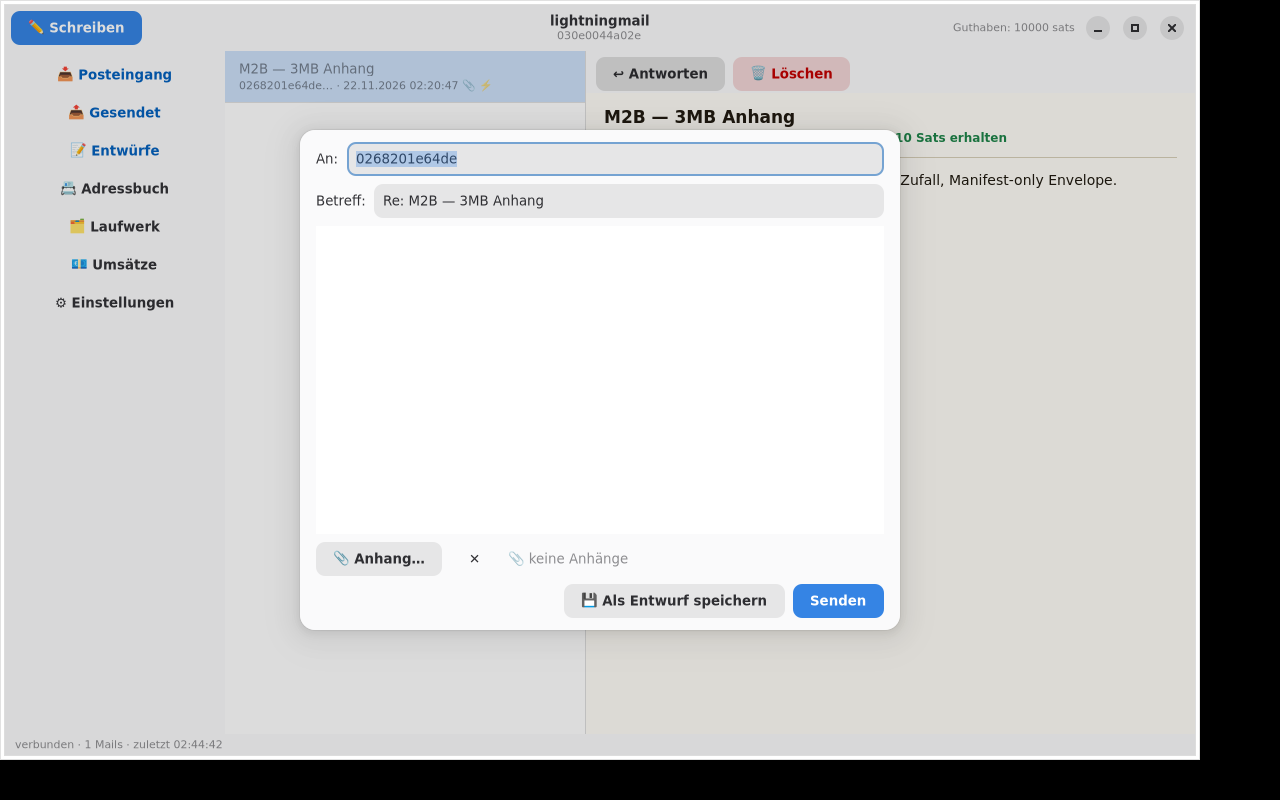 ✏️ Schreiben
lightningmail
030e0044a02e
Guthaben: 10000 sats
📥 Posteingang
📤 Gesendet
📝 Entwürfe
📇 Adressbuch
🗂️ Laufwerk
💶 Umsätze
⚙ Einstellungen
M2B — 3MB Anhang
0268201e64de... · 22.11.2026 02:20:47 📎 ⚡
↩ Antworten
🗑️ Löschen
M2B — 3MB Anhang
10 Sats erhalten
Zufall, Manifest-only Envelope.
An: 0268201e64de
Betreff: Re: M2B — 3MB Anhang
📎 Anhang... ✕ 📎 keine Anhänge
💾 Als Entwurf speichern Senden
verbunden · 1 Mails · zuletzt 02:44:42